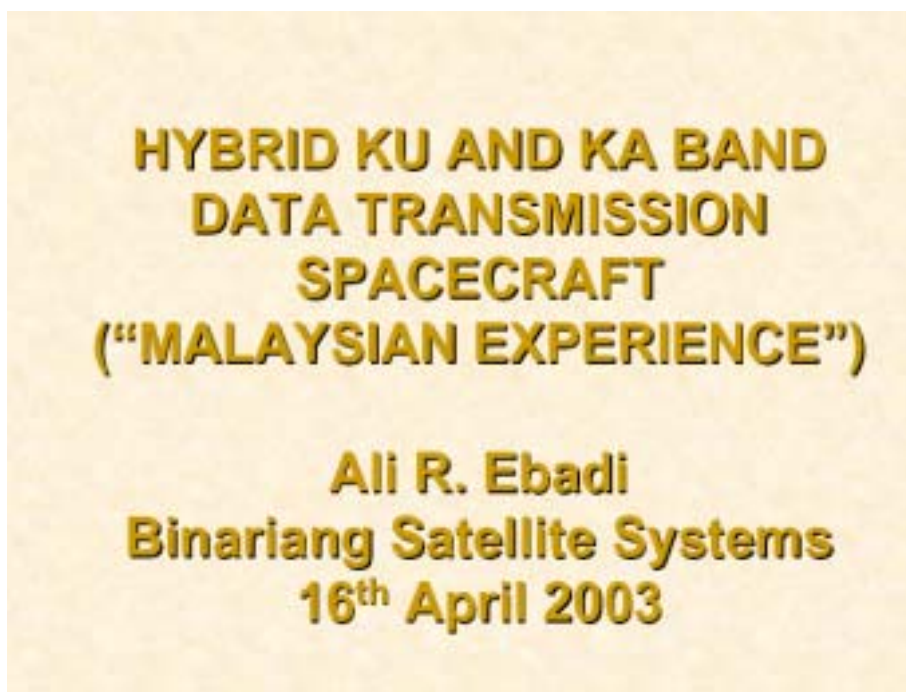 HYBRID KU AND KA BAND
DATA TRANSMISSION
SPACECRAFT
(“MALAYSIAN EXPERIENCE”)
Ali R. Ebadi
Binariang Satellite Systems
16th April 2003